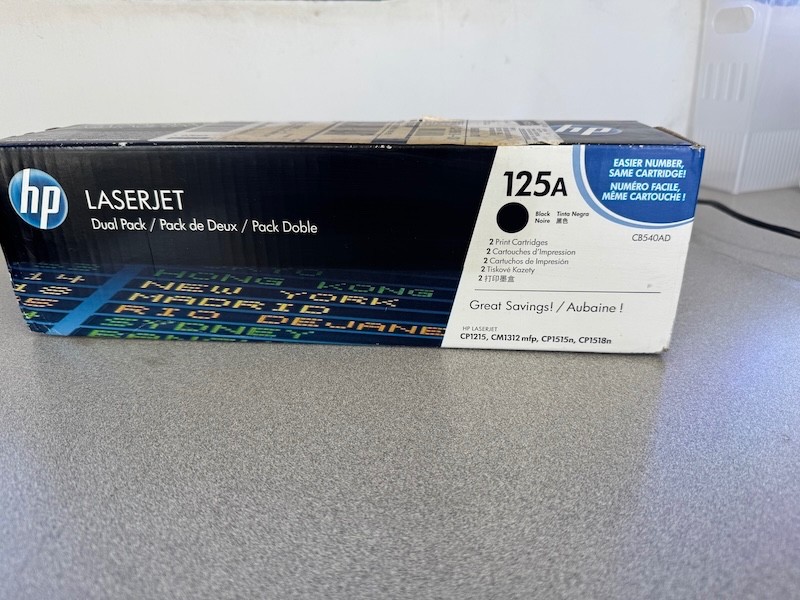 hp
hp
LASERJET
Dual Pack / Pack de Deux / Pack Doble
HONG KONG
14 NEW YORK
15 MADRID
RIO DE JANE
SYDNEY
125A
Black Tinta Negra
Noire 黑色
2 Print Cartridges
2 Cartouches d'Impression
2 Cartuchos de Impresión
2 Tiskové Kazety
2 打印墨盒
Great Savings! / Aubaine !
HP LASERJET
CP1215, CM1312 mfp, CP1515n, CP1518n
EASIER NUMBER,
SAME CARTRIDGE!
NUMÉRO FACILE,
MÊME CARTOUCHE !
CB540AD